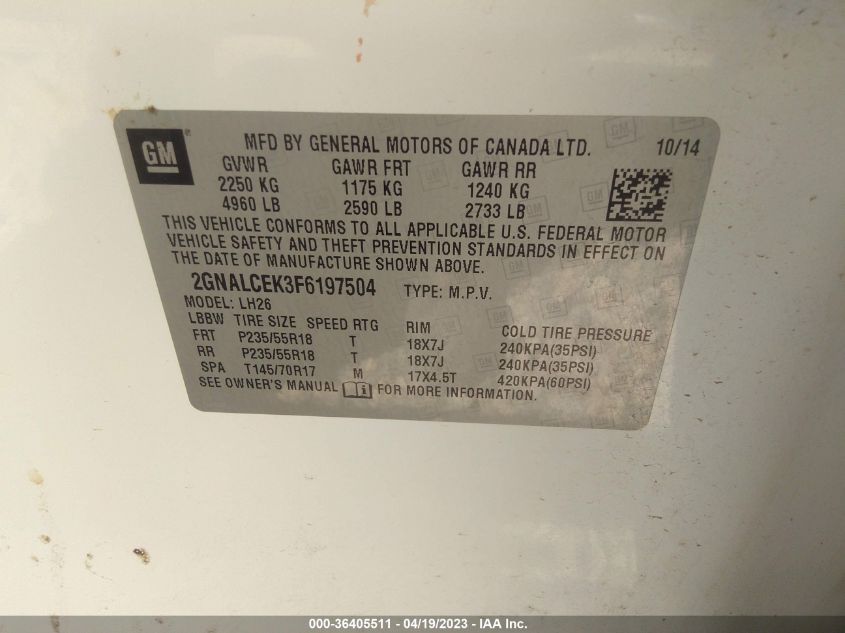 GM
MFD BY GENERAL MOTORS OF CANADA LTD. 10/14
GVWR GAWR FRT GAWR RR
2250 KG 1175 KG 1240 KG
4960 LB 2590 LB 2733 LB
THIS VEHICLE CONFORMS TO ALL APPLICABLE U.S. FEDERAL MOTOR
VEHICLE SAFETY AND THEFT PREVENTION STANDARDS IN EFFECT ON
THE DATE OF MANUFACTURE SHOWN ABOVE.
2GNALCEK3F6197504 TYPE: M.P.V.
MODEL: LH26
LBBW TIRE SIZE SPEED RTG RIM COLD TIRE PRESSURE
FRT P235/55R18 T 18X7J 240KPA(35PSI)
RR P235/55R18 T 18X7J 240KPA(35PSI)
SPA T145/70R17 M 17X4.5T 420KPA(60PSI)
SEE OWNER'S MANUAL FOR MORE INFORMATION.
000-36405511 - 04/19/2023 - IAA Inc.